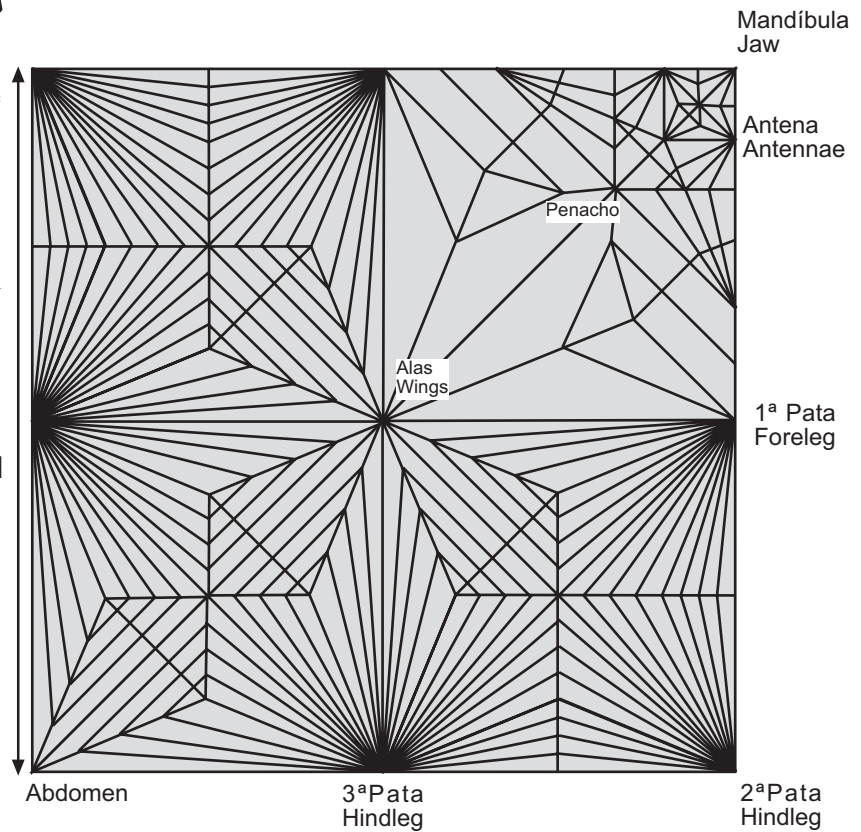 Mandíbula
Jaw
Antena
Antennae
Penacho
Alas
Wings
1ª Pata
Foreleg
Abdomen
3ªPata
Hindleg
2ªPata
Hindleg